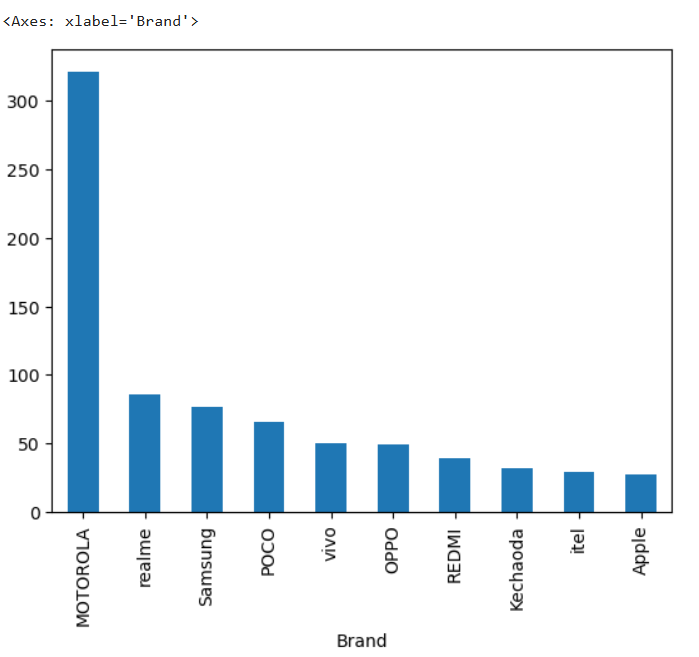 <Axes: xlabel='Brand'>
300
250
200
150
100
50
0
MOTOROLA
realme
Samsung
POCO
vivo
OPPO
REDMI
Kechaoda
itel
Apple
Brand